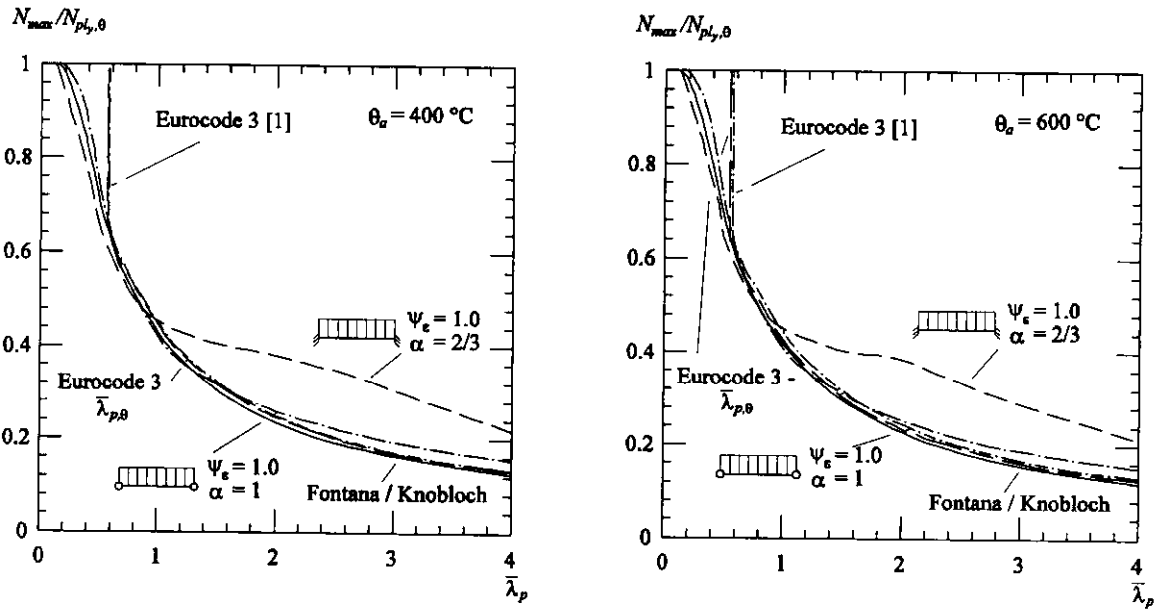 N_max/N_ply,θ
1
0.8
0.6
0.4
0.2
0
0
1
2
3
4
λ̅_p
Eurocode 3 [1]
θ_a = 400 °C
Ψ_ε = 1.0
α = 2/3
Eurocode 3
λ̅_p,θ
Ψ_ε = 1.0
α = 1
Fontana / Knobloch
N_max/N_ply,θ
1
0.8
0.6
0.4
0.2
0
0
1
2
3
4
λ̅_p
Eurocode 3 [1]
θ_a = 600 °C
Ψ_ε = 1.0
α = 2/3
Eurocode 3 -
λ̅_p,θ
Ψ_ε = 1.0
α = 1
Fontana / Knobloch